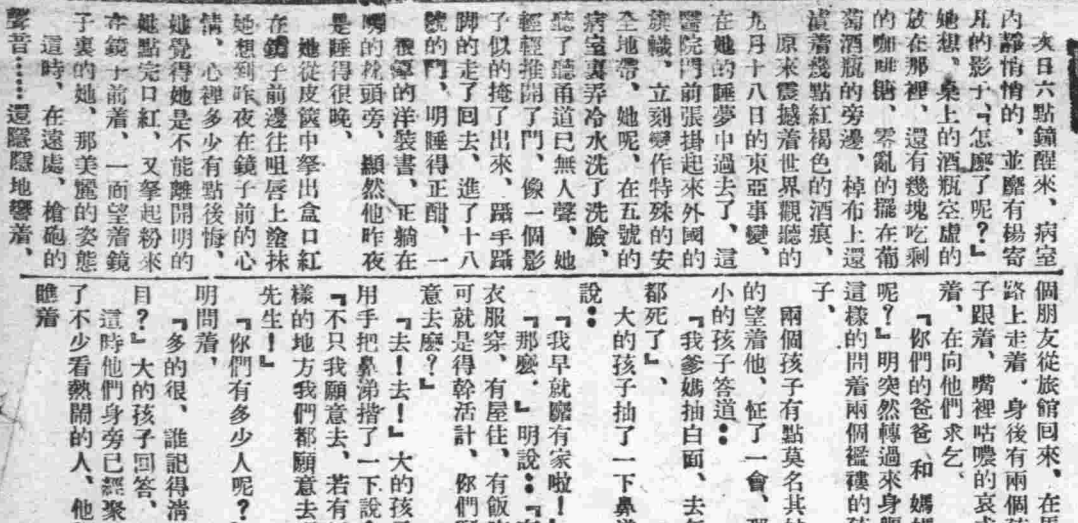 次日六點鐘醒來、病室
內靜悄悄的、並靡有楊寄
凡的影子、『怎麼了呢？』
她想、桌上的酒瓶空虛的
放在那裡、還有幾塊吃剩
的咖啡糖、零亂的擺在葡
萄酒瓶的旁邊、棹布上還
漬着幾點紅褐色的酒痕、
原來震撼着世界觀聽的
九月十八日的東亞事變、
在她的睡夢中過去了、這
醫院門前張掛起來外國的
旗幟、立刻變作特殊的安
全地帶、她呢、在五號的
病室裏弄冷水洗了洗臉、
聽了聽甬道已無人聲、她
輕輕推開了門、像一個影
子似的掩了出來、躡手躡
脚的走了回去、進了十八
號的門、明睡得正酣、一
很厚的洋裝書、正躺在
明的枕頭旁、顯然他昨夜
是睡得很晚、
她從皮篋中拏出盒口紅
在鏡子前邊往咀唇上塗抹
她想到昨夜在鏡子前的心
情、心裡多少有點後悔、
她覺得她是不能離開明的
她點完口紅、又拏起粉來
在鏡子前着、一面望着鏡
子裏的她、那美麗的姿態
這時、在遠處、槍砲的
聲音……還隱隱地響着、
個朋友從旅館回來、在
路上走着、身後有兩個
子跟着、嘴裡咕噥的哀
着、在向他們求乞、
『你們的爸爸、和媽媽
呢？』明突然轉過來身
這樣的問着兩個襤褸的孩
子、
兩個孩子有點莫名其
的望着他、怔了一會、那
小的孩子答道：
『我爹媽抽白面、去年
都死了』、
大的孩子抽了一下鼻涕
說：
『我早就靡有家啦！
『那麼、』明說：『
衣服穿、有屋住、有飯
可就是得幹活計、你們
意去麼？』
『去！去！』大的孩子
用手把鼻涕揩了一下說
『不只我願意去、若有
樣的地方我們都願意去
先生！』
『你們有多少人呢？
明問着、
『多的很、誰記得清
目？』大的孩子回答、
這時他們身旁已經聚
了不少看熱鬧的人、他
瞧着